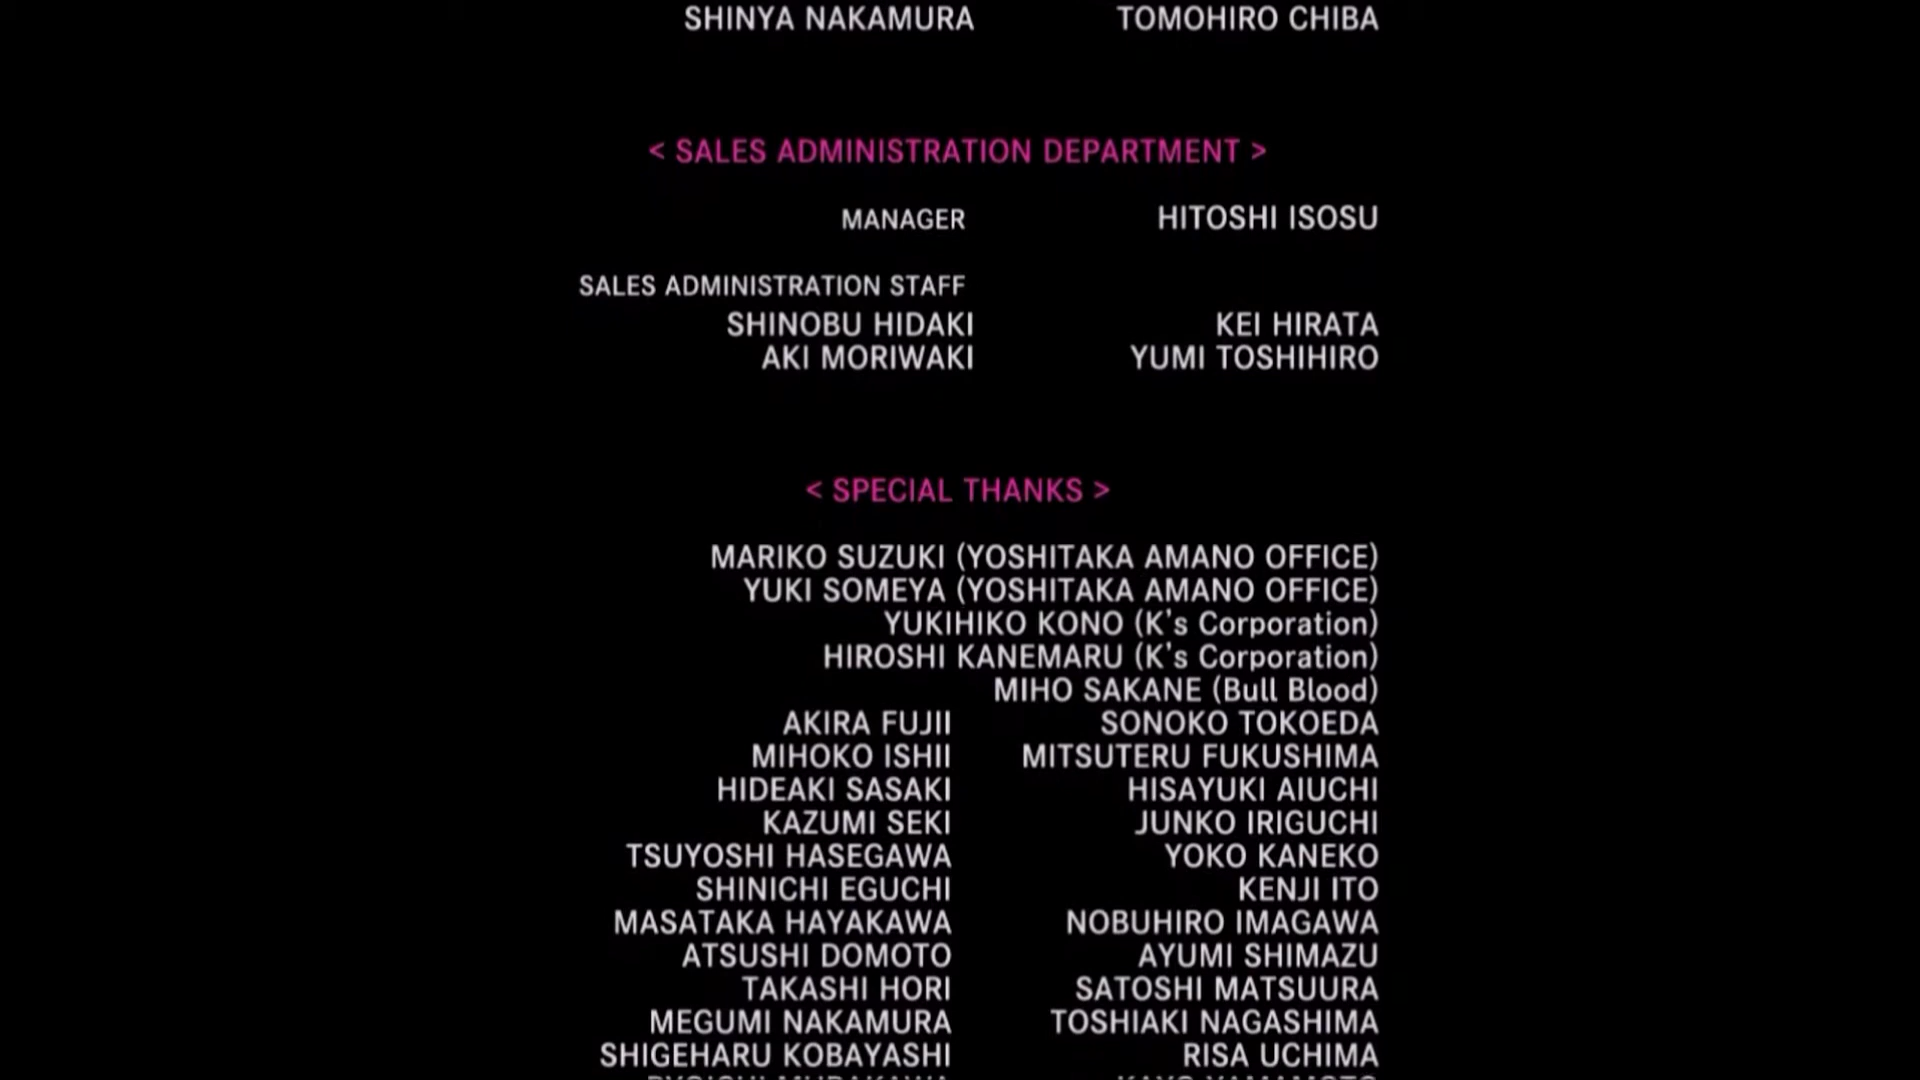 SHINYA NAKAMURA TOMOHIRO CHIBA
< SALES ADMINISTRATION DEPARTMENT >
MANAGER HITOSHI ISOSU
SALES ADMINISTRATION STAFF
SHINOBU HIDAKI KEI HIRATA
AKI MORIWAKI YUMI TOSHIHIRO
< SPECIAL THANKS >
MARIKO SUZUKI (YOSHITAKA AMANO OFFICE)
YUKI SOMEYA (YOSHITAKA AMANO OFFICE)
YUKIHIKO KONO (K's Corporation)
HIROSHI KANEMARU (K's Corporation)
MIHO SAKANE (Bull Blood)
AKIRA FUJII SONOKO TOKOEDA
MIHOKO ISHII MITSUTERU FUKUSHIMA
HIDEAKI SASAKI HISAYUKI AIUCHI
KAZUMI SEKI JUNKO IRIGUCHI
TSUYOSHI HASEGAWA YOKO KANEKO
SHINICHI EGUCHI KENJI ITO
MASATAKA HAYAKAWA NOBUHIRO IMAGAWA
ATSUSHI DOMOTO AYUMI SHIMAZU
TAKASHI HORI SATOSHI MATSUURA
MEGUMI NAKAMURA TOSHIAKI NAGASHIMA
SHIGEHARU KOBAYASHI RISA UCHIMA